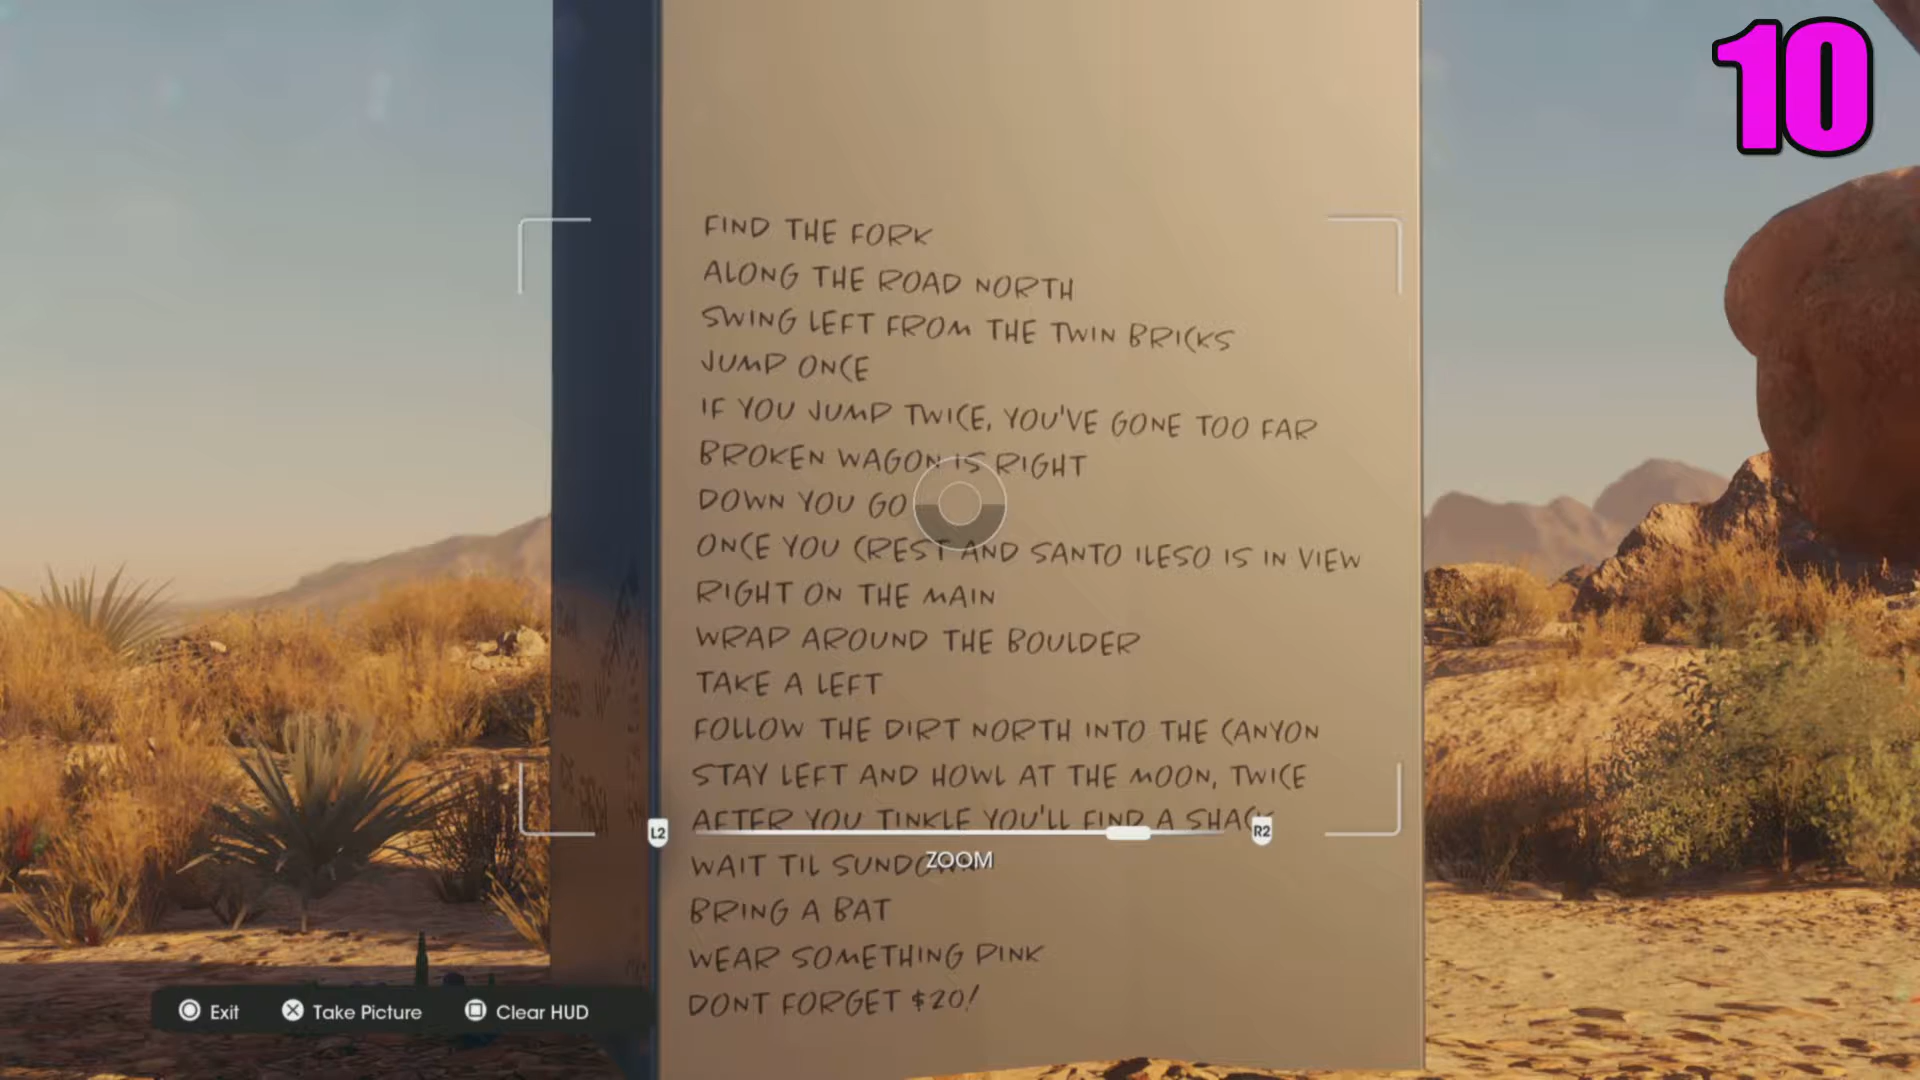 10
FIND THE FORK
ALONG THE ROAD NORTH
SWING LEFT FROM THE TWIN BRICKS
JUMP ONCE
IF YOU JUMP TWICE, YOU'VE GONE TOO FAR
BROKEN WAGON IS RIGHT
DOWN YOU GO
ONCE YOU CREST AND SANTO ILESO IS IN VIEW
RIGHT ON THE MAIN
WRAP AROUND THE BOULDER
TAKE A LEFT
FOLLOW THE DIRT NORTH INTO THE CANYON
STAY LEFT AND HOWL AT THE MOON, TWICE
AFTER YOU TINKLE YOU'LL FIND A SHACK
L2 R2
ZOOM
WAIT TIL SUNDOWN
BRING A BAT
WEAR SOMETHING PINK
DONT FORGET $20!
Exit Take Picture Clear HUD